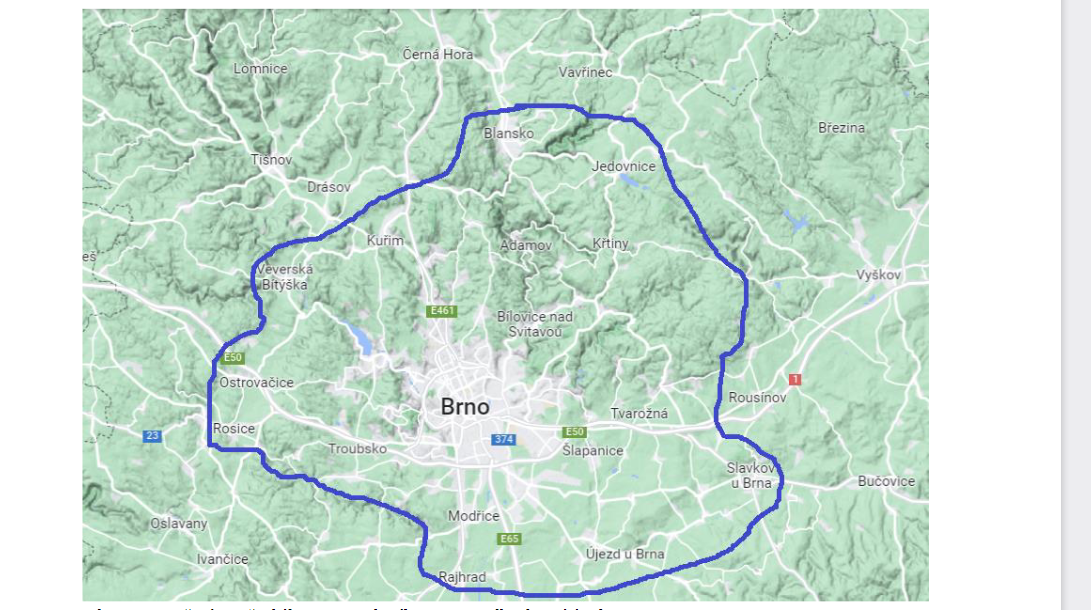 Černá Hora
Lomnice
Vavřinec
Březina
Blansko
Tišnov
Jedovnice
Drásov
Kuřim
Adamov
Křtiny
eš
Veverská
Bítýška
Vyškov
E461
Bílovice nad
Svitavou
E50
Ostrovačice
1
Rousínov
Brno
Tvarožná
Rosice
23
374
E50
Troubsko
Šlapanice
Slavkov
u Brna
Bučovice
Modřice
Oslavany
E65
Ivančice
Újezd u Brna
Rajhrad